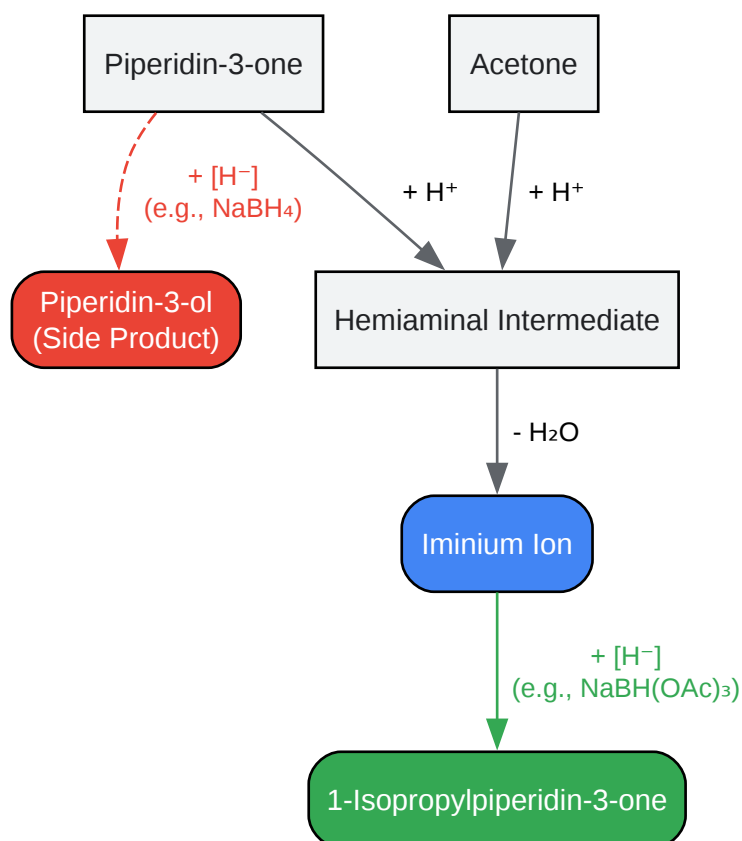 Piperidin-3-one
Acetone
+ [H⁻]
(e.g., NaBH₄)
+ H⁺
+ H⁺
Piperidin-3-ol
(Side Product)
Hemiaminal Intermediate
- H₂O
Iminium Ion
+ [H⁻]
(e.g., NaBH(OAc)₃)
1-Isopropylpiperidin-3-one